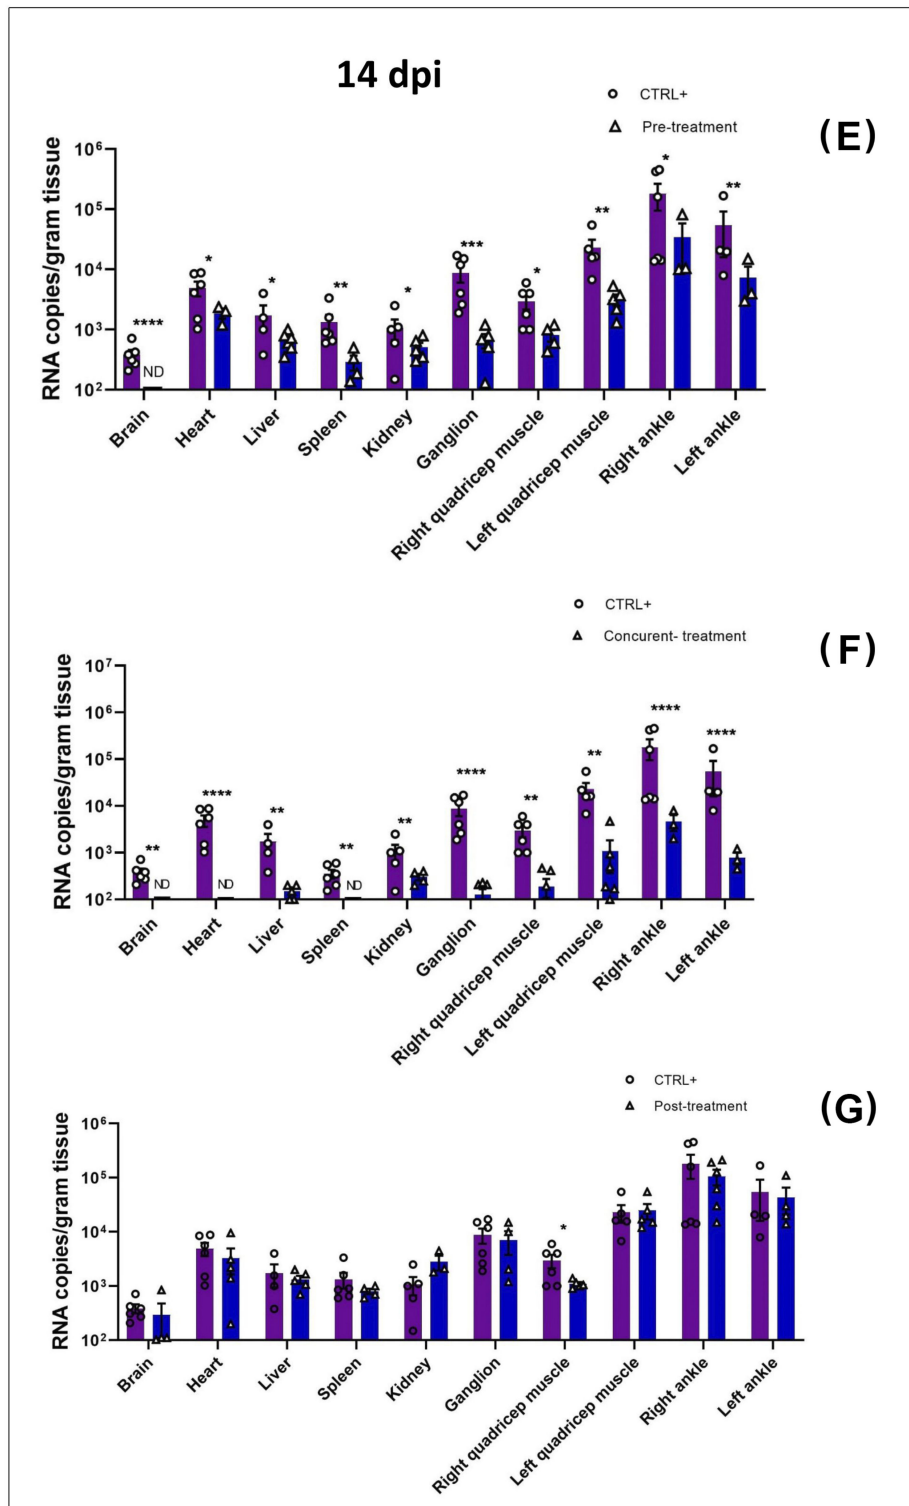 14 dpi
CTRL+
Pre-treatment
(E)
RNA copies/gram tissue
10⁶
10⁵
10⁴
10³
10²
* * * * * * * * * * * * * * * * * *
ND
Brain
Heart
Liver
Spleen
Kidney
Ganglion
Right quadricep muscle
Left quadricep muscle
Right ankle
Left ankle
CTRL+
Concurent- treatment
(F)
RNA copies/gram tissue
10⁷
10⁶
10⁵
10⁴
10³
10²
** **** ** ** ** **** ** ** **** ****
ND ND ND
Brain
Heart
Liver
Spleen
Kidney
Ganglion
Right quadricep muscle
Left quadricep muscle
Right ankle
Left ankle
CTRL+
Post-treatment
(G)
RNA copies/gram tissue
10⁶
10⁵
10⁴
10³
10²
*
Brain
Heart
Liver
Spleen
Kidney
Ganglion
Right quadricep muscle
Left quadricep muscle
Right ankle
Left ankle